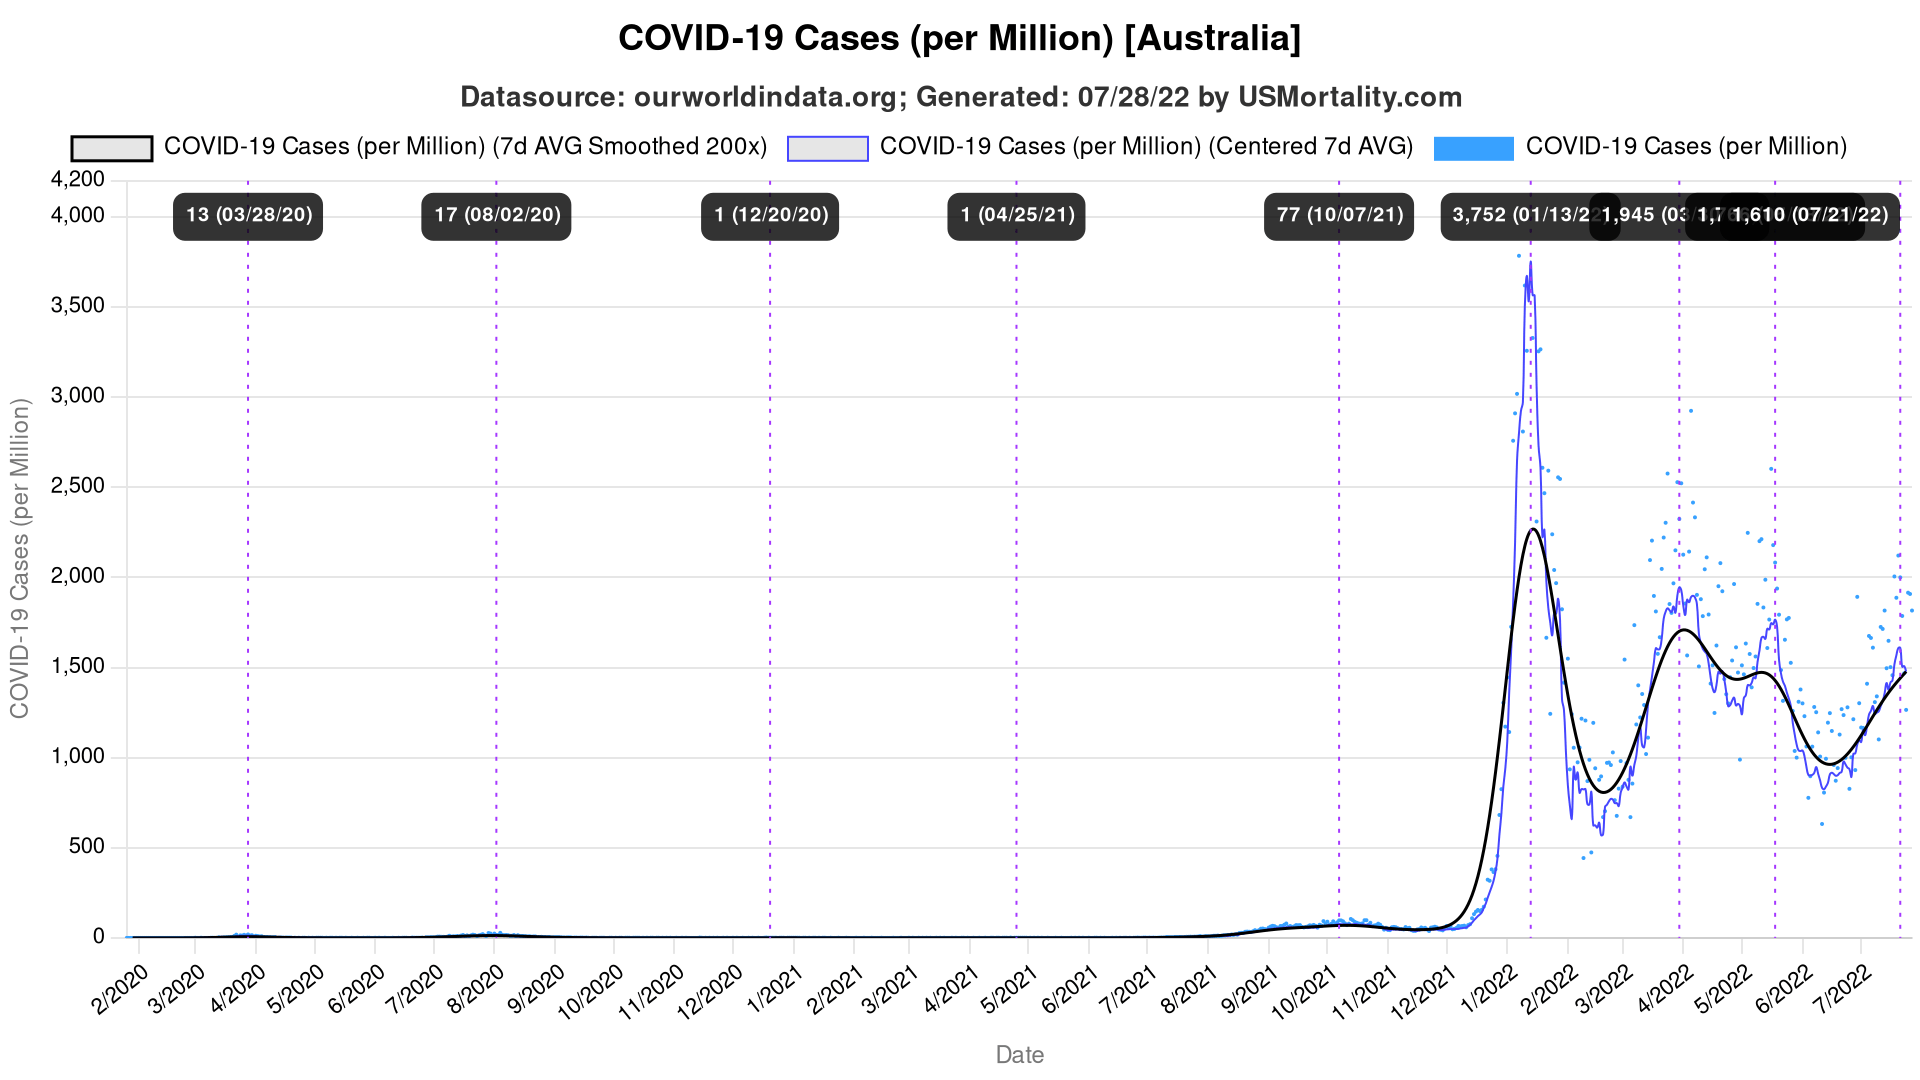 COVID-19 Cases (per Million) [Australia]
Datasource: ourworldindata.org; Generated: 07/28/22 by USMortality.com
COVID-19 Cases (per Million) (7d AVG Smoothed 200x) COVID-19 Cases (per Million) (Centered 7d AVG) COVID-19 Cases (per Million)
4,200
4,000
3,500
3,000
2,500
2,000
1,500
1,000
500
0
13 (03/28/20) 17 (08/02/20) 1 (12/20/20) 1 (04/25/21) 77 (10/07/21) 3,752 (01/13/22) 1,945 1,610 (07/21/22)
COVID-19 Cases (per Million)
2/2020 3/2020 4/2020 5/2020 6/2020 7/2020 8/2020 9/2020 10/2020 11/2020 12/2020 1/2021 2/2021 3/2021 4/2021 5/2021 6/2021 7/2021 8/2021 9/2021 10/2021 11/2021 12/2021 1/2022 2/2022 3/2022 4/2022 5/2022 6/2022 7/2022
Date